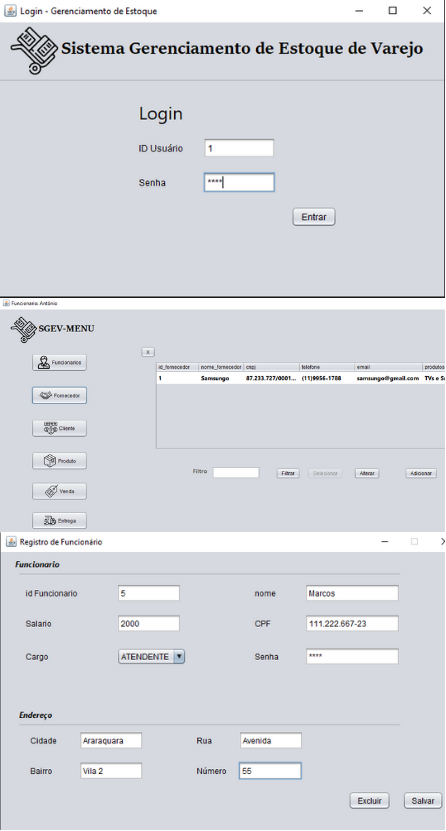 Login - Gerenciamento de Estoque
Sistema Gerenciamento de Estoque de Varejo
Login
ID Usuário 1
Senha ****
Entrar
Funcionario: Antônio
SGEV-MENU
Funcionarios
x
id_fornecedor nome_fornecedor cnpj telefone email produtos
1 Samsungo 87.233.727/0001... (11)9956-1788 samsungo@gmail.com TVs e S
Fornecedor
Cliente
Produto
Filtro Filtrar Selecionar Alterar Adicionar
Venda
Entrega
Registro de Funcionário
Funcionario
id Funcionario 5 nome Marcos
Salario 2000 CPF 111.222.667-23
Cargo ATENDENTE Senha ****
Endereço
Cidade Araraquara Rua Avenida
Bairro Vila 2 Número 55
Excluir Salvar